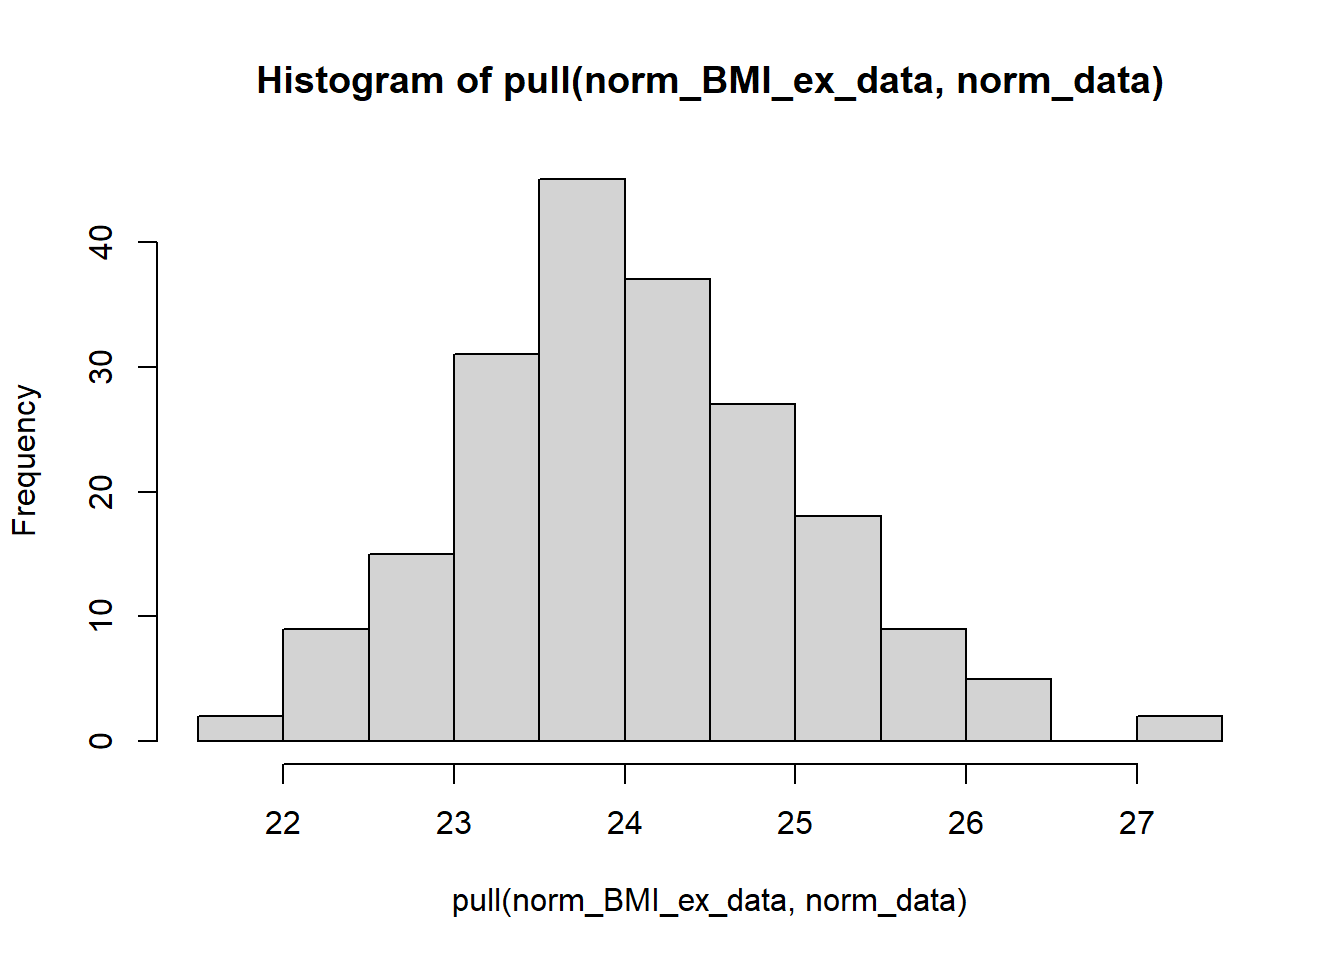 Histogram of pull(norm_BMI_ex_data, norm_data)
Frequency
40
30
20
10
0
22 23 24 25 26 27
pull(norm_BMI_ex_data, norm_data)